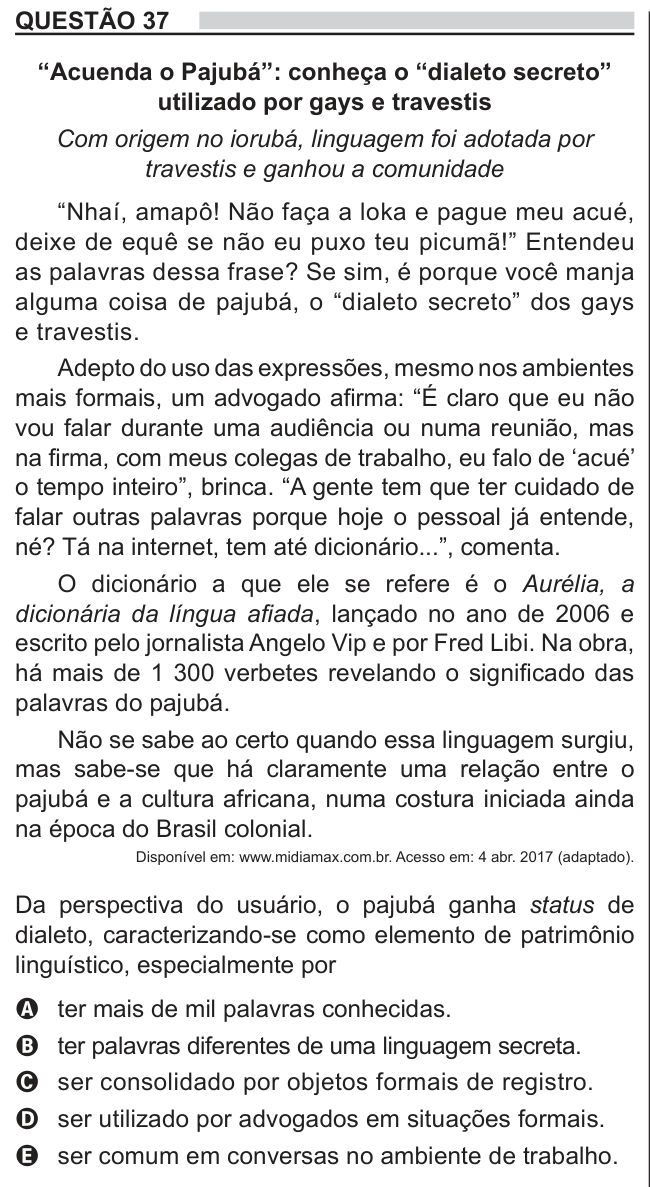 QUESTÃO 37
“Acuenda o Pajubá”: conheça o “dialeto secreto”
utilizado por gays e travestis
Com origem no iorubá, linguagem foi adotada por
travestis e ganhou a comunidade
“Nhaí, amapô! Não faça a loka e pague meu acué,
deixe de equê se não eu puxo teu picumã!” Entendeu
as palavras dessa frase? Se sim, é porque você manja
alguma coisa de pajubá, o “dialeto secreto” dos gays
e travestis.
Adepto do uso das expressões, mesmo nos ambientes
mais formais, um advogado afirma: “É claro que eu não
vou falar durante uma audiência ou numa reunião, mas
na firma, com meus colegas de trabalho, eu falo de ‘acué’
o tempo inteiro”, brinca. “A gente tem que ter cuidado de
falar outras palavras porque hoje o pessoal já entende,
né? Tá na internet, tem até dicionário...”, comenta.
O dicionário a que ele se refere é o Aurélia, a
dicionária da língua afiada, lançado no ano de 2006 e
escrito pelo jornalista Angelo Vip e por Fred Libi. Na obra,
há mais de 1 300 verbetes revelando o significado das
palavras do pajubá.
Não se sabe ao certo quando essa linguagem surgiu,
mas sabe-se que há claramente uma relação entre o
pajubá e a cultura africana, numa costura iniciada ainda
na época do Brasil colonial.
Disponível em: www.midiamax.com.br. Acesso em: 4 abr. 2017 (adaptado).
Da perspectiva do usuário, o pajubá ganha status de
dialeto, caracterizando-se como elemento de patrimônio
linguístico, especialmente por
A ter mais de mil palavras conhecidas.
B ter palavras diferentes de uma linguagem secreta.
C ser consolidado por objetos formais de registro.
D ser utilizado por advogados em situações formais.
E ser comum em conversas no ambiente de trabalho.